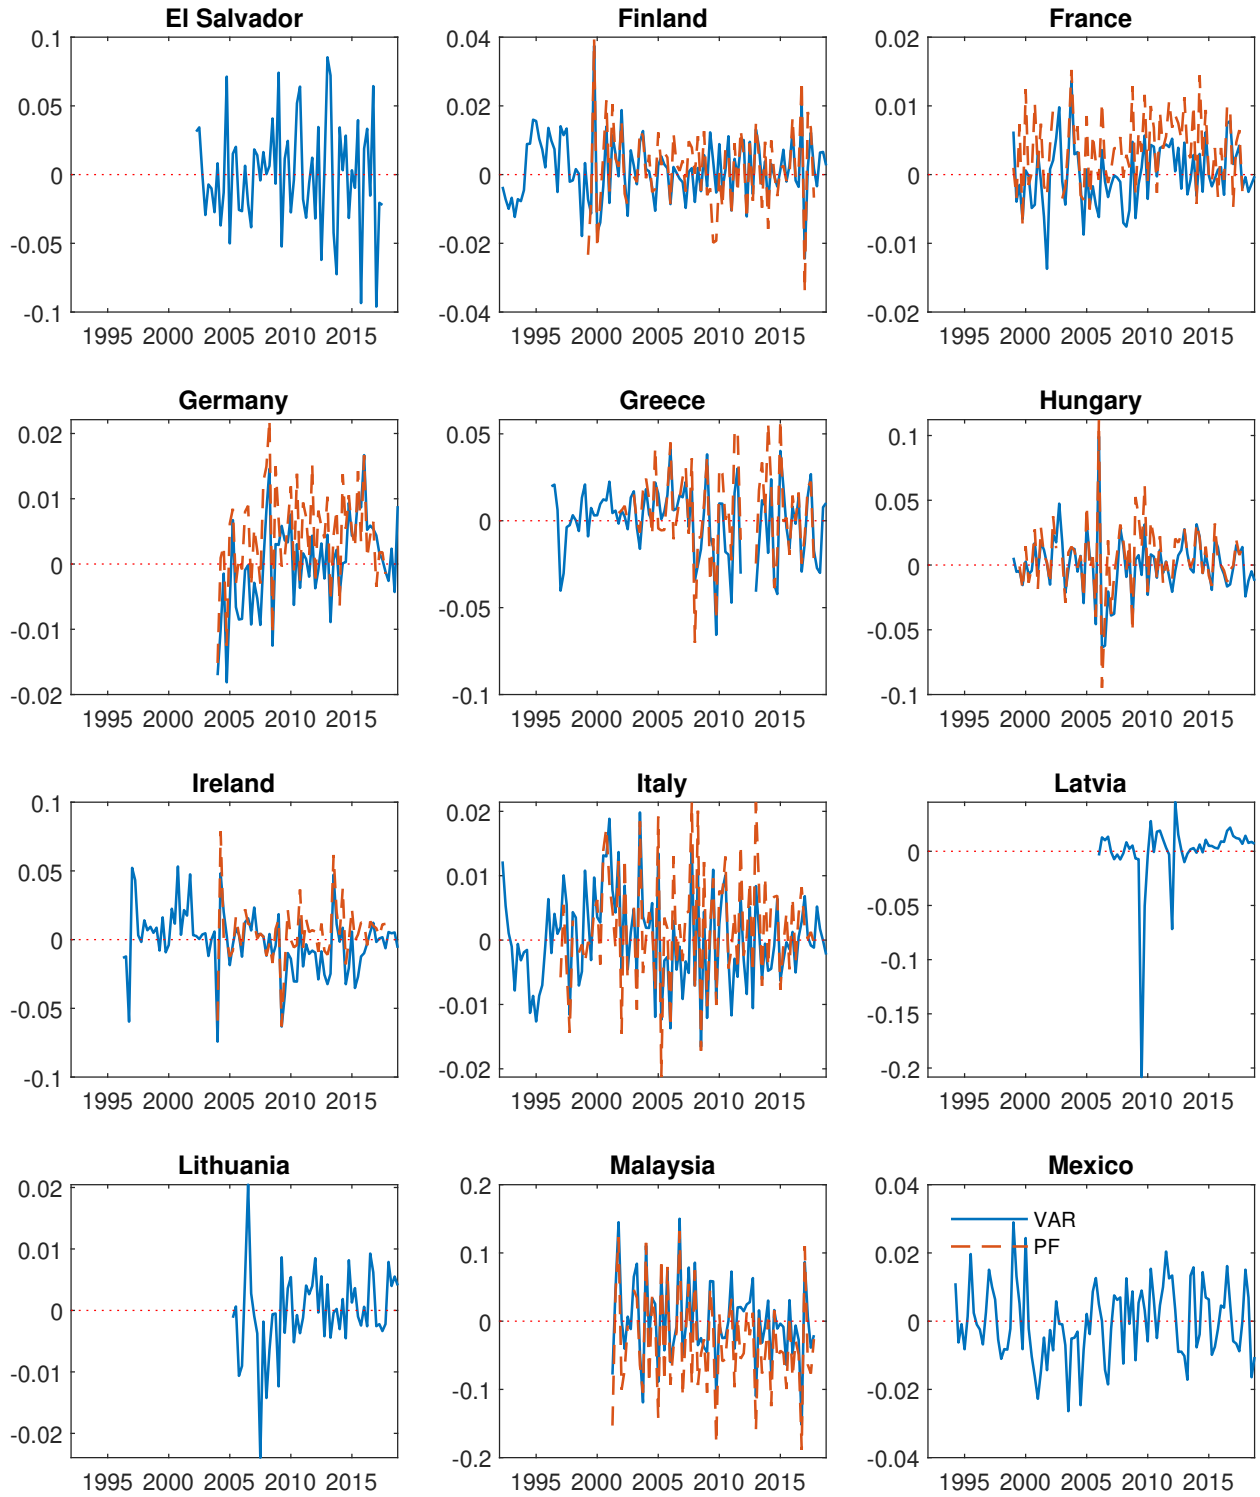 El Salvador Finland France
0.1 0.04 0.02
0.05 0.02 0.01
0 0 0
-0.05 -0.02 -0.01
-0.1 -0.04 -0.02
1995 2000 2005 2010 2015 1995 2000 2005 2010 2015 1995 2000 2005 2010 2015
Germany Greece Hungary
0.02 0.05 0.1
0.01 0 0.05
0 -0.05 0
-0.01 -0.1 -0.05
-0.02 -0.1
1995 2000 2005 2010 2015 1995 2000 2005 2010 2015 1995 2000 2005 2010 2015
Ireland Italy Latvia
0.1 0.02 0
0.05 0.01 -0.05
0 0 -0.1
-0.05 -0.01 -0.15
-0.1 -0.02 -0.2
1995 2000 2005 2010 2015 1995 2000 2005 2010 2015 1995 2000 2005 2010 2015
Lithuania Malaysia Mexico
0.02 0.2 0.04
0.01 0.1 0.02
0 0 0
-0.01 -0.1 -0.02
-0.02 -0.2 -0.04
VAR
PF
1995 2000 2005 2010 2015 1995 2000 2005 2010 2015 1995 2000 2005 2010 2015